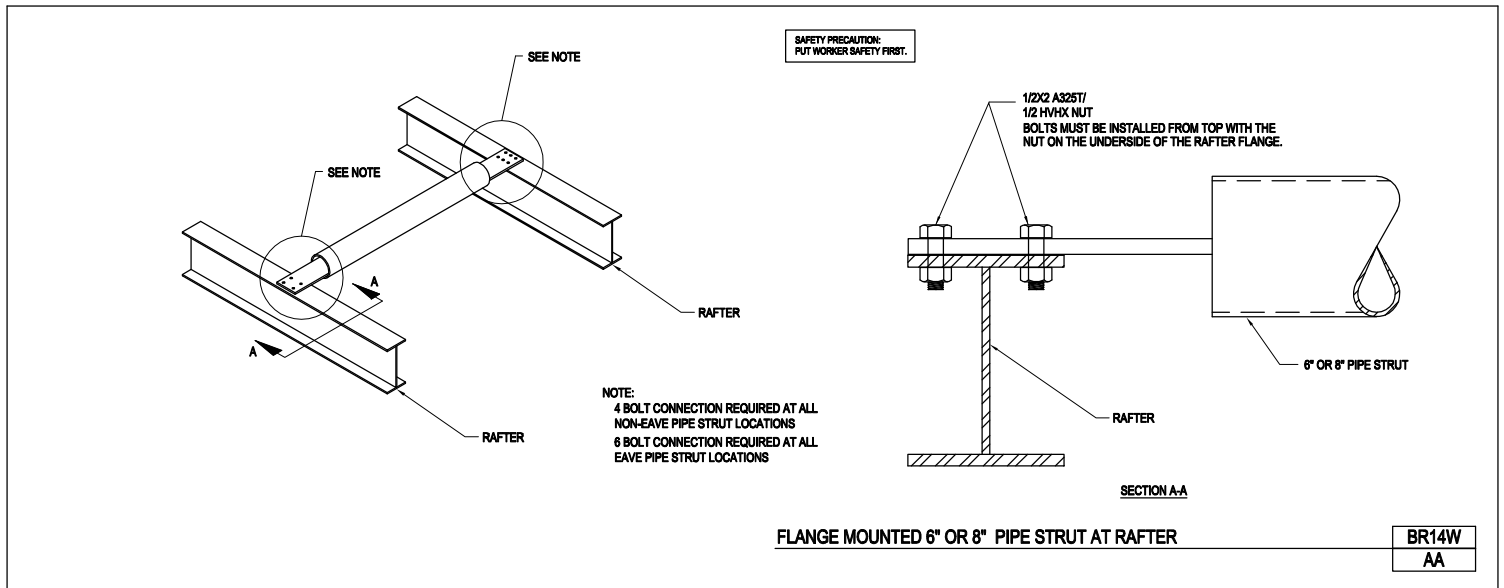 SEE NOTE
SEE NOTE
RAFTER
A
A
RAFTER
NOTE:
4 BOLT CONNECTION REQUIRED AT ALL
NON-EAVE PIPE STRUT LOCATIONS
6 BOLT CONNECTION REQUIRED AT ALL
EAVE PIPE STRUT LOCATIONS
SAFETY PRECAUTION:
PUT WORKER SAFETY FIRST.
1/2X2 A325T/
1/2 HVHX NUT
BOLTS MUST BE INSTALLED FROM TOP WITH THE
NUT ON THE UNDERSIDE OF THE RAFTER FLANGE.
6" OR 8" PIPE STRUT
RAFTER
SECTION A-A
FLANGE MOUNTED 6" OR 8" PIPE STRUT AT RAFTER
BR14W
AA